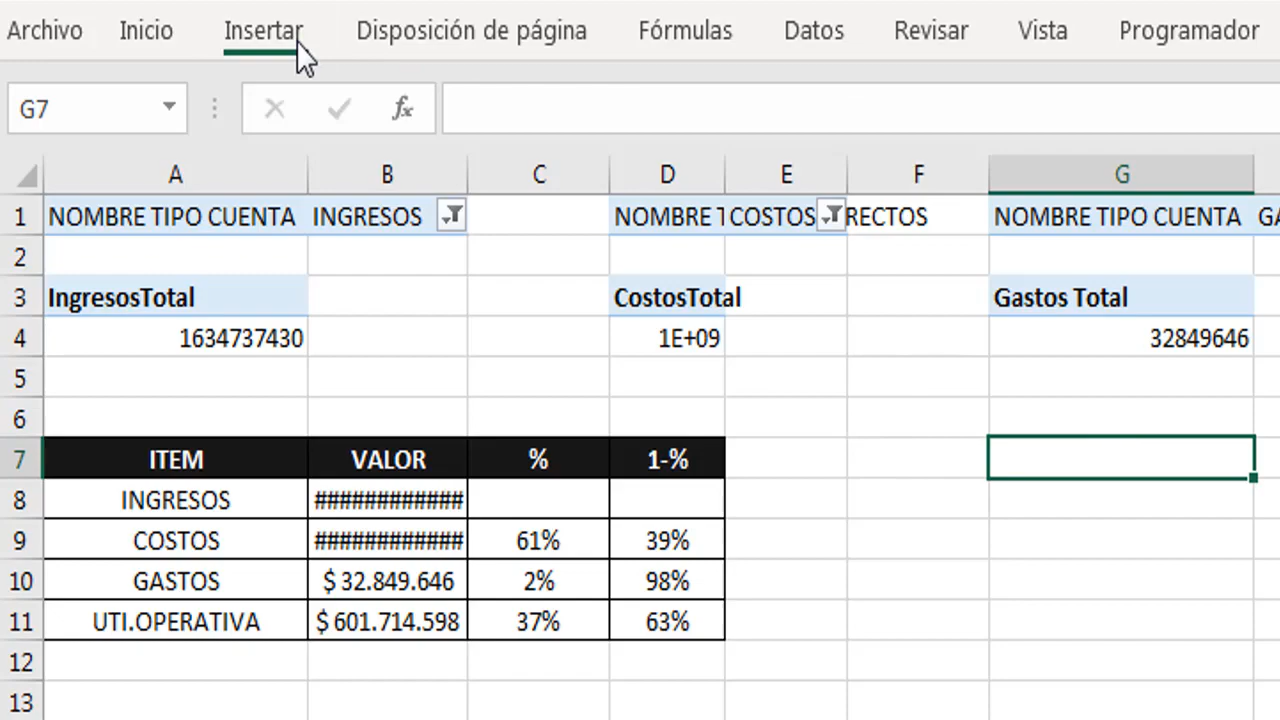 Archivo Inicio Insertar Disposición de página Fórmulas Datos Revisar Vista Programador
G7 fx
A B C D E F G
1 NOMBRE TIPO CUENTA INGRESOS NOMBRE T COSTOS RECTOS NOMBRE TIPO CUENTA GA
2
3 IngresosTotal CostosTotal Gastos Total
4 1634737430 1E+09 32849646
5
6
7 ITEM VALOR % 1-%
8 INGRESOS ############
9 COSTOS ############ 61% 39%
10 GASTOS $ 32.849.646 2% 98%
11 UTI.OPERATIVA $ 601.714.598 37% 63%
12
13